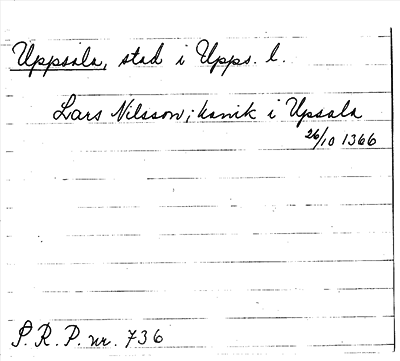 Uppsala, stad i Upps. l.
Lars Nilsson; kanik i Upsala
26/10 1366
S.R.P. nr. 736